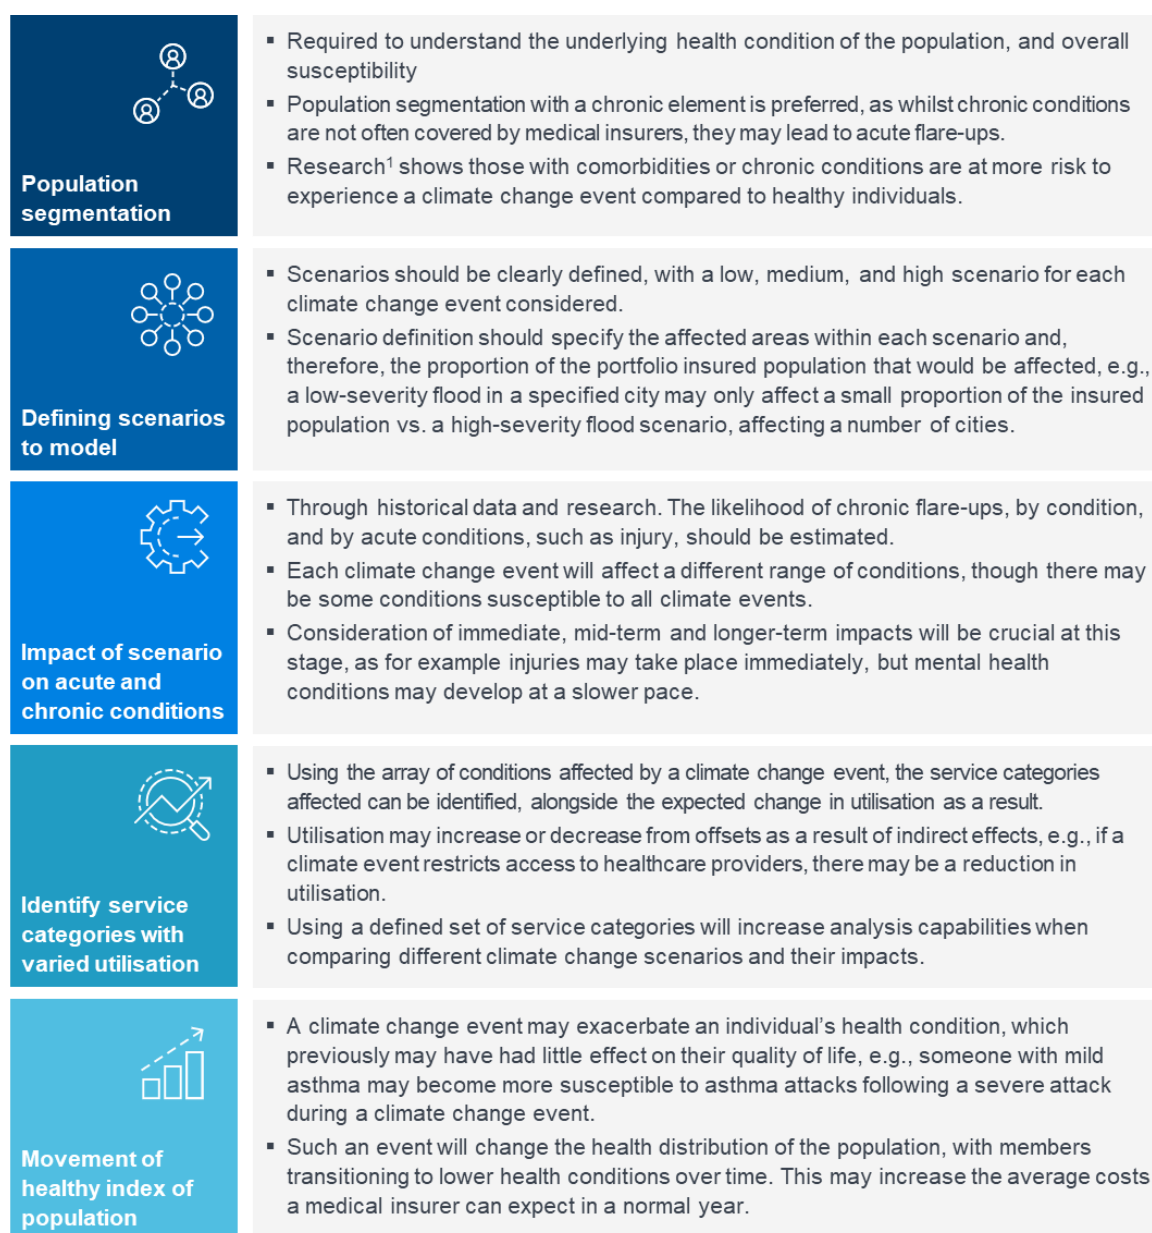 Population
segmentation
▪ Required to understand the underlying health condition of the population, and overall
susceptibility
▪ Population segmentation with a chronic element is preferred, as whilst chronic conditions
are not often covered by medical insurers, they may lead to acute flare-ups.
▪ Research¹ shows those with comorbidities or chronic conditions are at more risk to
experience a climate change event compared to healthy individuals.
Defining scenarios
to model
▪ Scenarios should be clearly defined, with a low, medium, and high scenario for each
climate change event considered.
▪ Scenario definition should specify the affected areas within each scenario and,
therefore, the proportion of the portfolio insured population that would be affected, e.g.,
a low-severity flood in a specified city may only affect a small proportion of the insured
population vs. a high-severity flood scenario, affecting a number of cities.
Impact of scenario
on acute and
chronic conditions
▪ Through historical data and research. The likelihood of chronic flare-ups, by condition,
and by acute conditions, such as injury, should be estimated.
▪ Each climate change event will affect a different range of conditions, though there may
be some conditions susceptible to all climate events.
▪ Consideration of immediate, mid-term and longer-term impacts will be crucial at this
stage, as for example injuries may take place immediately, but mental health
conditions may develop at a slower pace.
Identify service
categories with
varied utilisation
▪ Using the array of conditions affected by a climate change event, the service categories
affected can be identified, alongside the expected change in utilisation as a result.
▪ Utilisation may increase or decrease from offsets as a result of indirect effects, e.g., if a
climate event restricts access to healthcare providers, there may be a reduction in
utilisation.
▪ Using a defined set of service categories will increase analysis capabilities when
comparing different climate change scenarios and their impacts.
Movement of
healthy index of
population
▪ A climate change event may exacerbate an individual’s health condition, which
previously may have had little effect on their quality of life, e.g., someone with mild
asthma may become more susceptible to asthma attacks following a severe attack
during a climate change event.
▪ Such an event will change the health distribution of the population, with members
transitioning to lower health conditions over time. This may increase the average costs
a medical insurer can expect in a normal year.